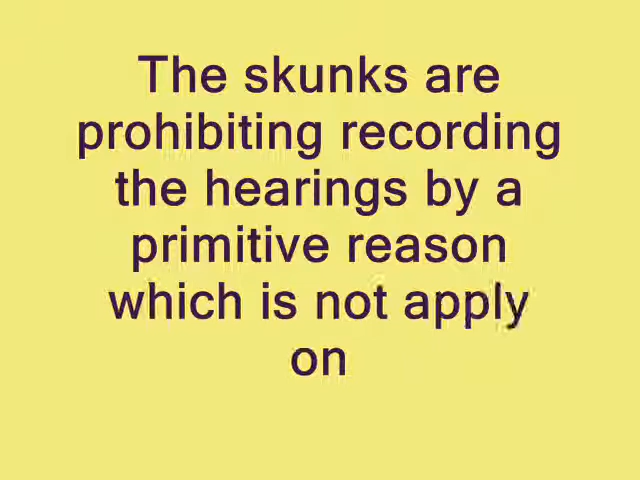 The skunks are
prohibiting recording
the hearings by a
primitive reason
which is not apply
on